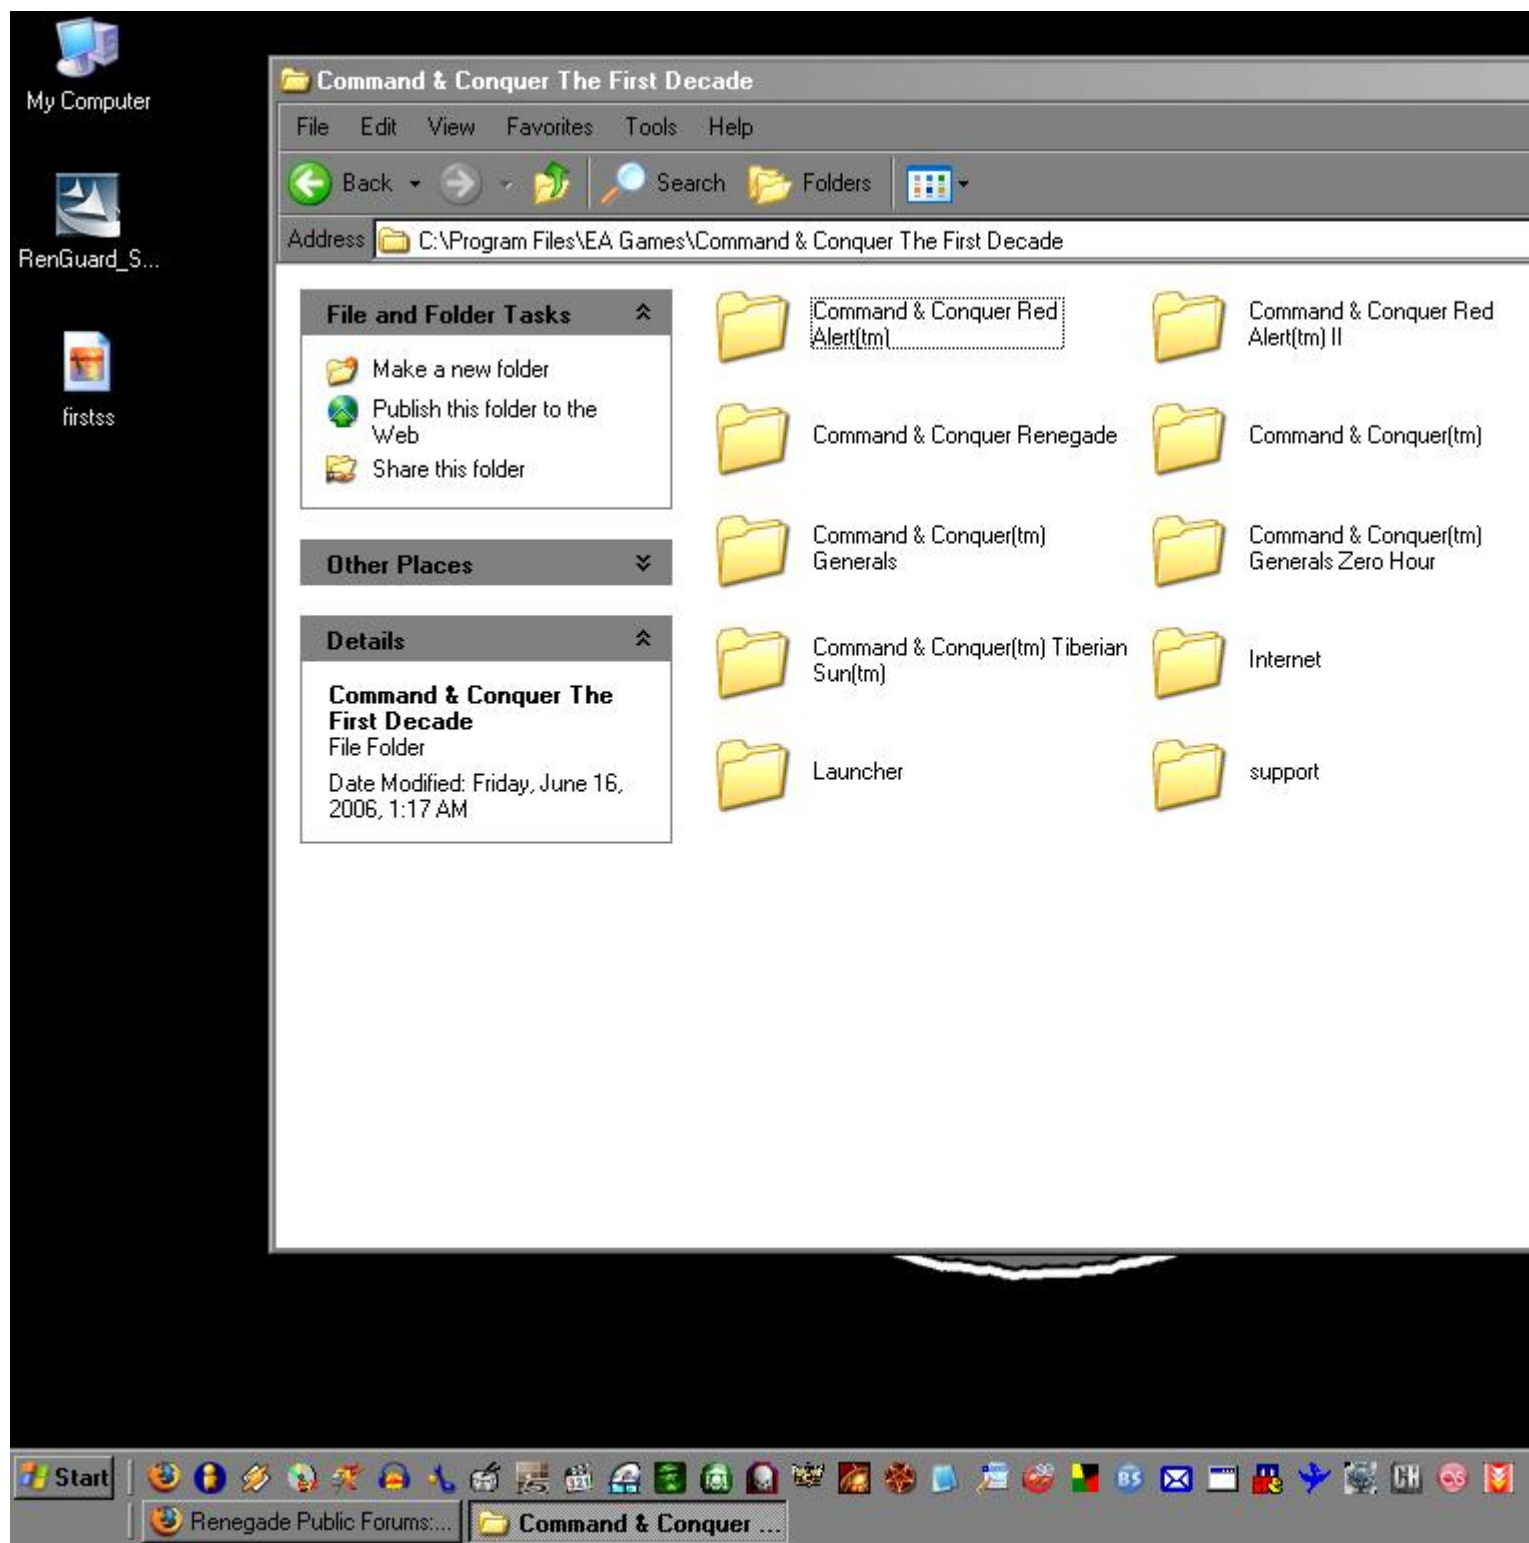 My Computer
RenGuard_S...
firstss
Command & Conquer The First Decade
File Edit View Favorites Tools Help
Back Search Folders
Address C:\Program Files\EA Games\Command & Conquer The First Decade
File and Folder Tasks
Make a new folder
Publish this folder to the
Web
Share this folder
Other Places
Details
Command & Conquer The
First Decade
File Folder
Date Modified: Friday, June 16,
2006, 1:17 AM
Command & Conquer Red
Alert(tm)
Command & Conquer Red
Alert(tm) II
Command & Conquer Renegade
Command & Conquer(tm)
Command & Conquer(tm)
Generals
Command & Conquer(tm)
Generals Zero Hour
Command & Conquer(tm) Tiberian
Sun(tm)
Internet
Launcher
support
Start
BS
Renegade Public Forums:...
Command & Conquer ...